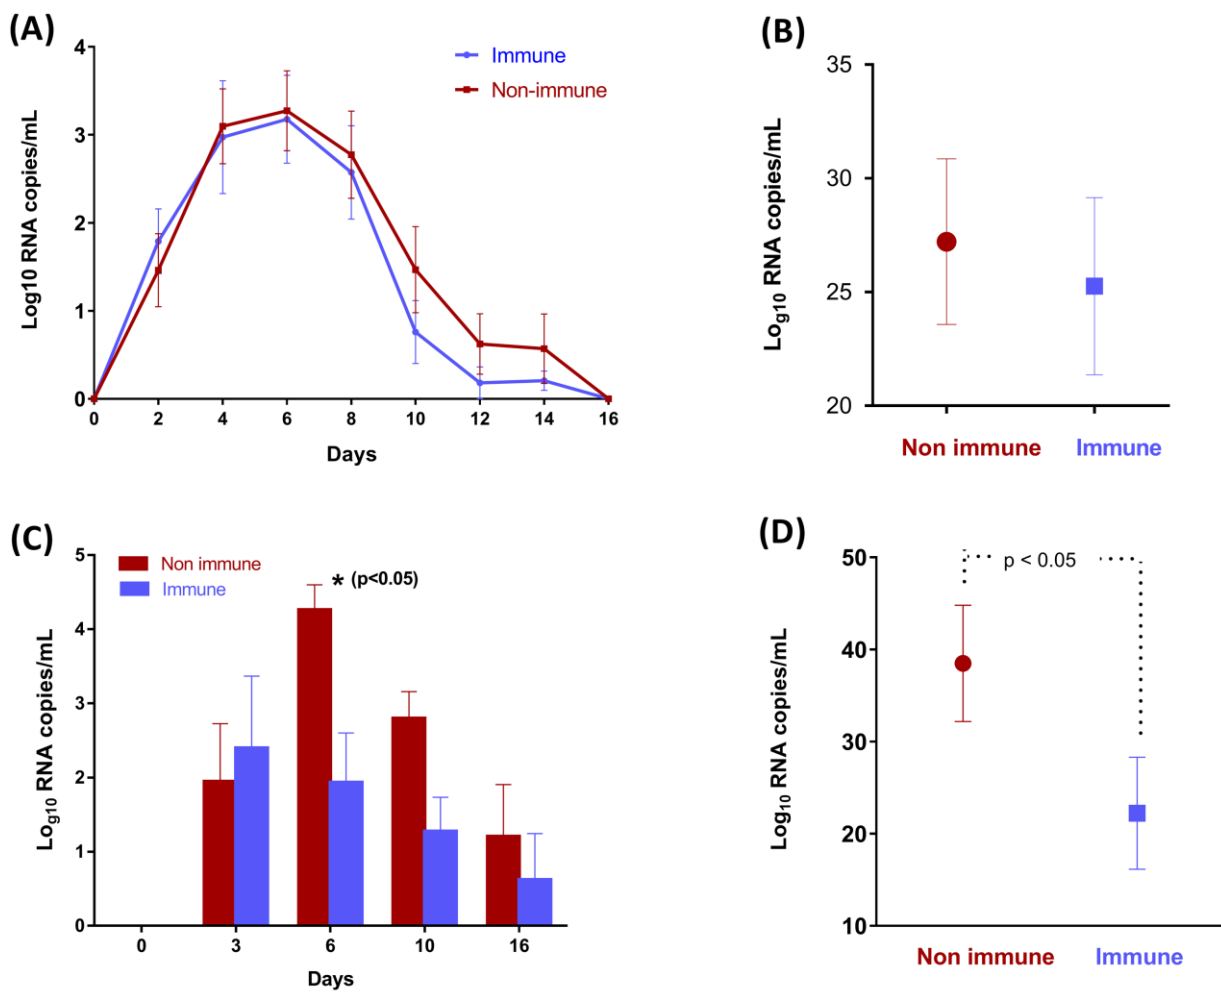 (A)
4
3
2
1
0
Log10 RNA copies/mL
Immune
Non-immune
0 2 4 6 8 10 12 14 16
Days
(B)
35
30
25
20
Log10 RNA copies/mL
Non immune Immune
(C)
5
4
3
2
1
0
Log10 RNA copies/mL
Non immune
Immune
* (p<0.05)
0 3 6 10 16
Days
(D)
50
40
30
20
10
Log10 RNA copies/mL
p < 0.05
Non immune Immune